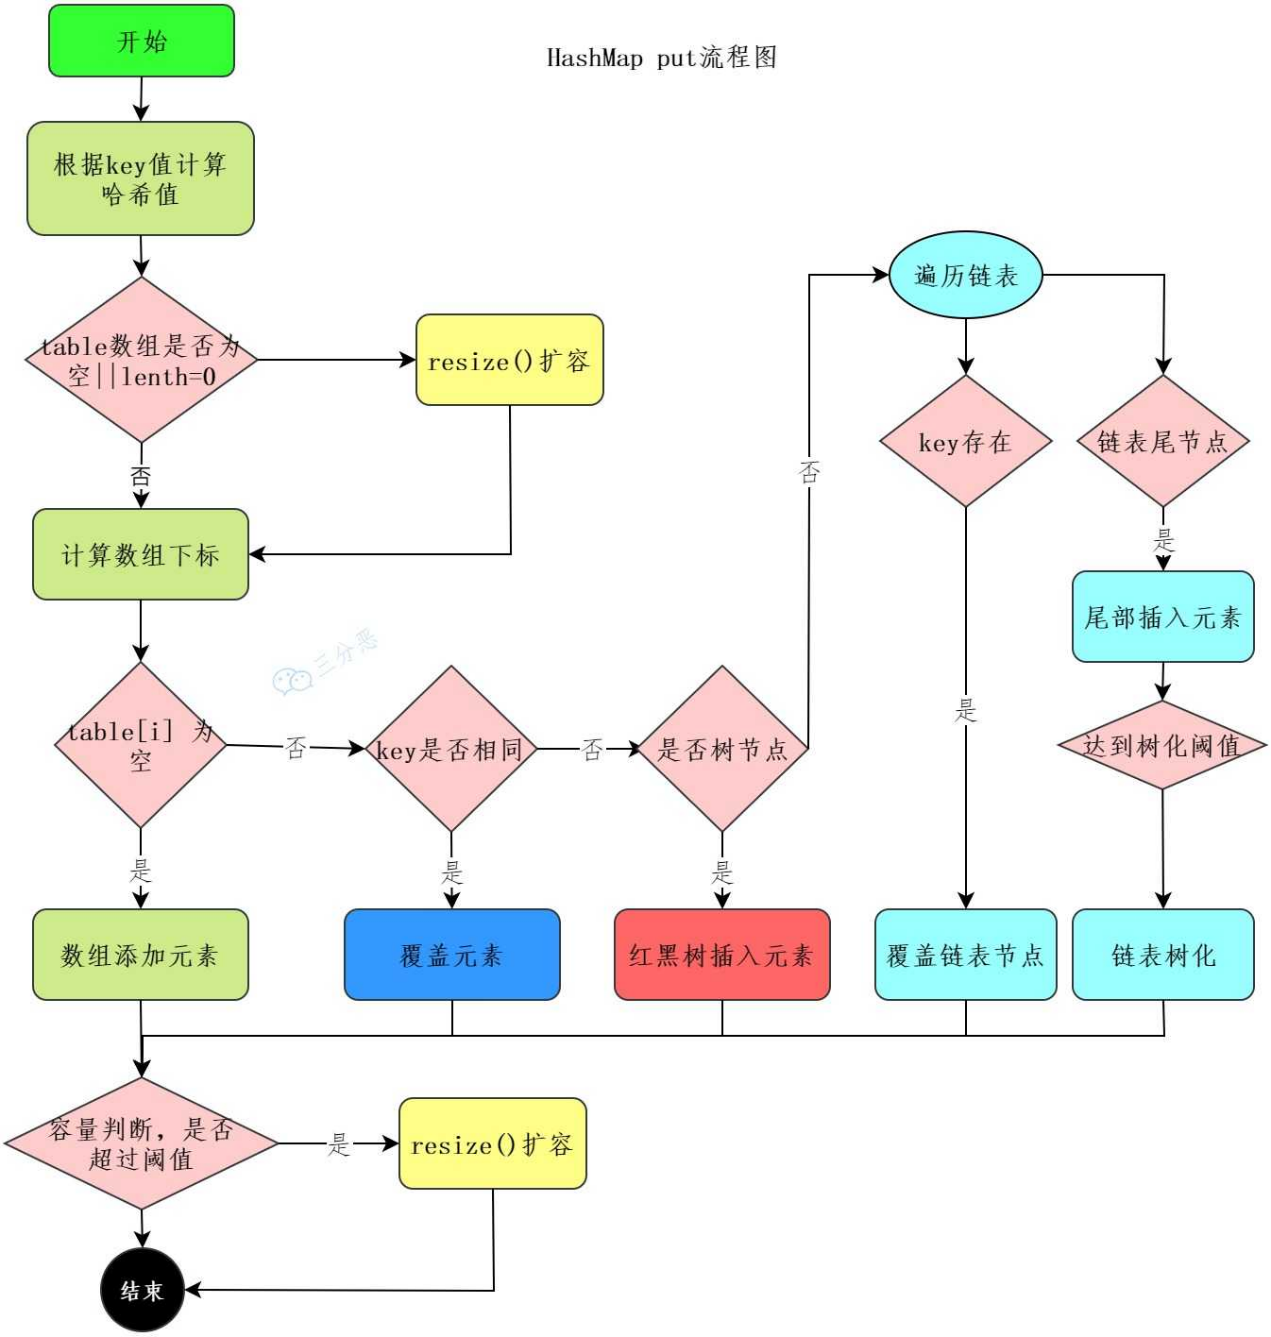 开始
HashMap put流程图
根据key值计算
哈希值
遍历链表
table数组是否为
空||lenth=0
resize()扩容
key存在
链表尾节点
否
否
计算数组下标
是
尾部插入元素
三分恶
table[i] 为
空
否
key是否相同
否
是否树节点
是
达到树化阈值
是
是
是
数组添加元素
覆盖元素
红黑树插入元素
覆盖链表节点
链表树化
容量判断，是否
超过阈值
是
resize()扩容
结束